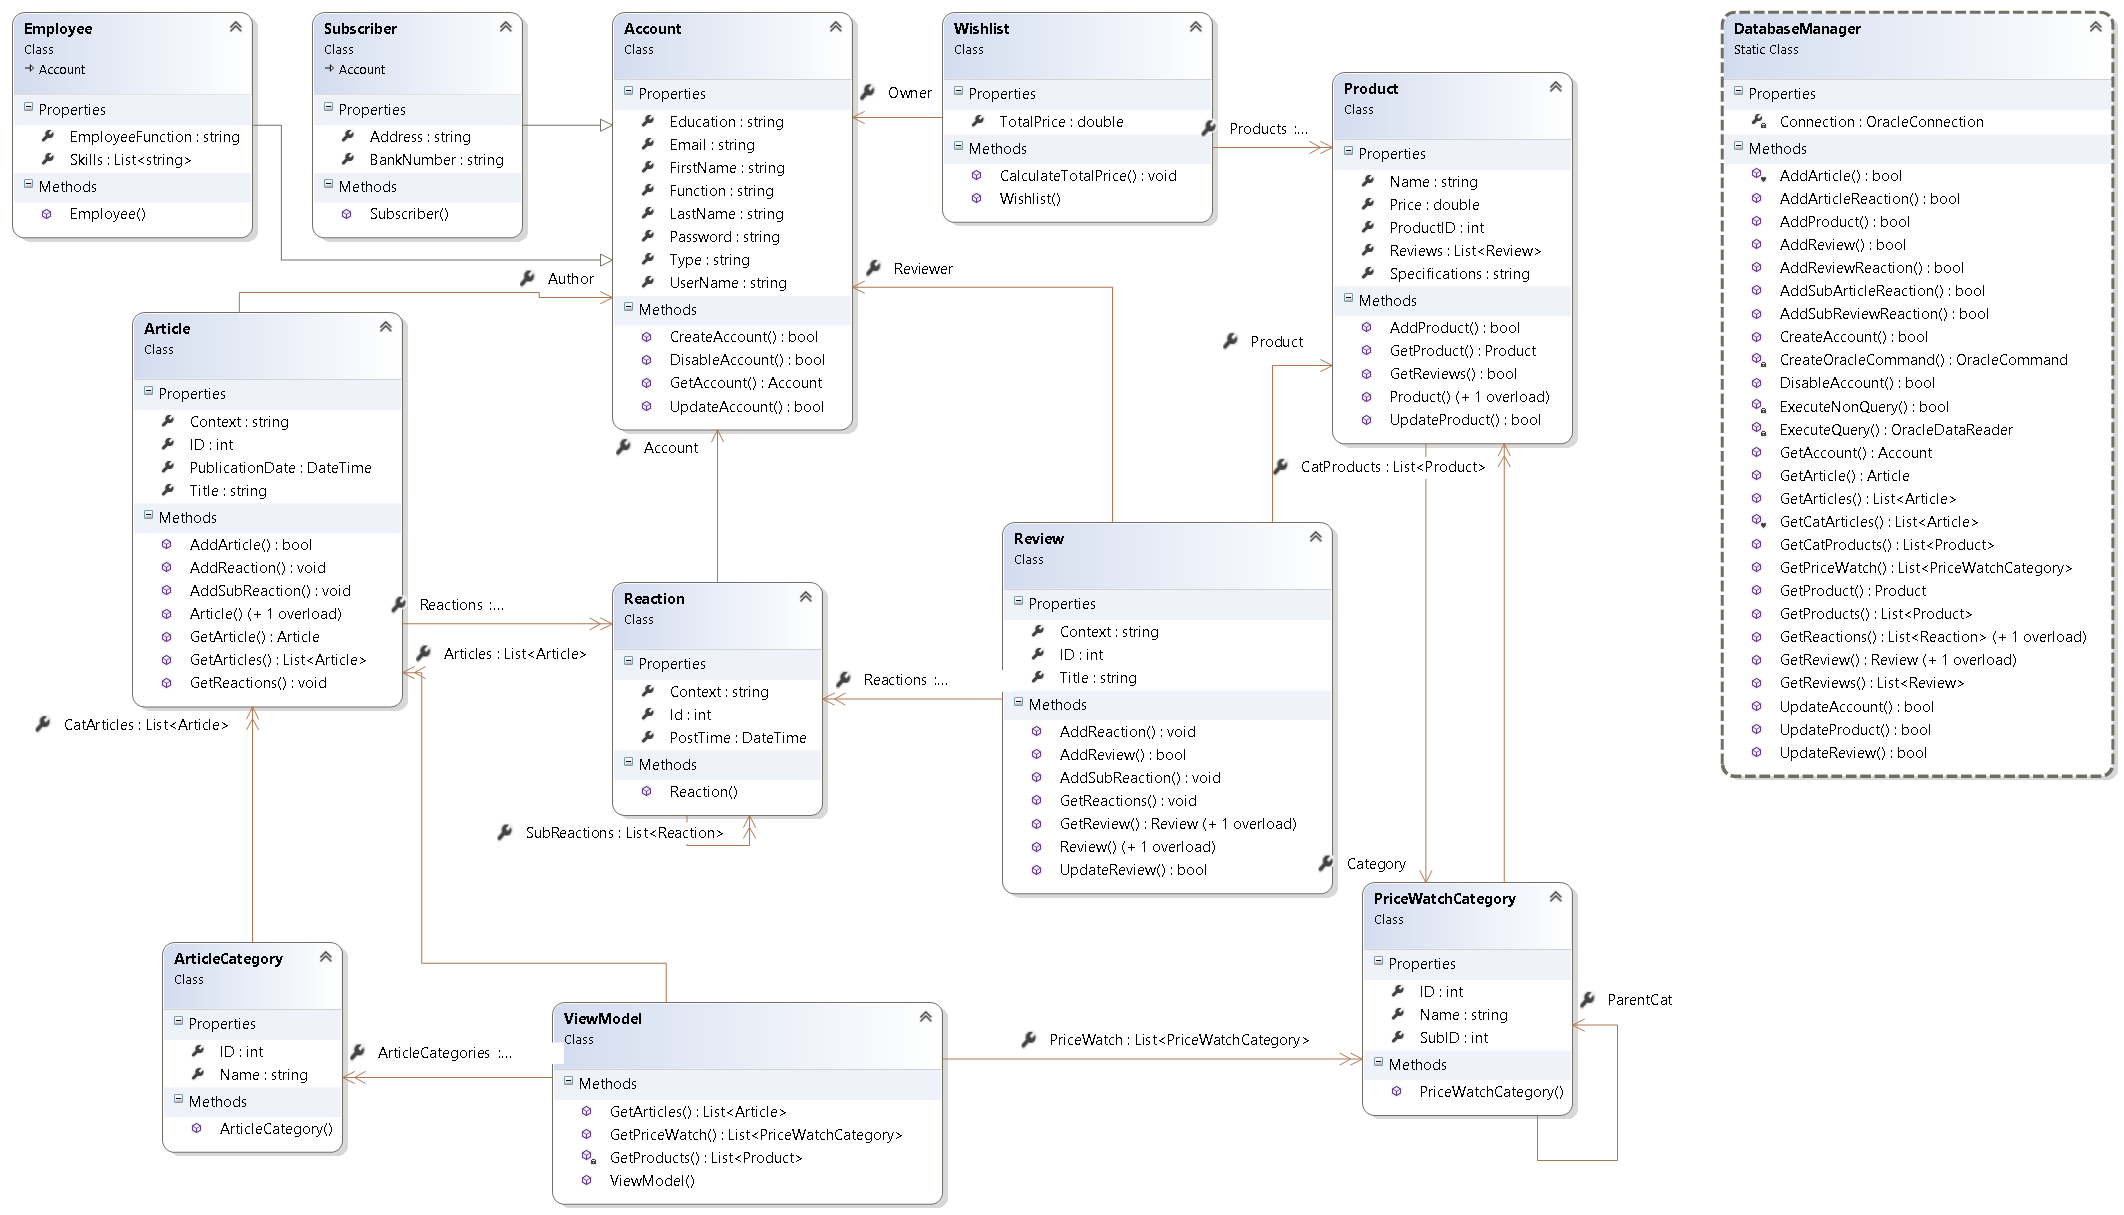 Employee
Class
Account
Properties
EmployeeFunction : string
Skills : List<string>
Methods
Employee()
Subscriber
Class
Account
Properties
Address : string
BankNumber : string
Methods
Subscriber()
Account
Class
Properties
Education : string
Email : string
FirstName : string
Function : string
LastName : string
Password : string
Type : string
UserName : string
Methods
CreateAccount() : bool
DisableAccount() : bool
GetAccount() : Account
UpdateAccount() : bool
Owner
Wishlist
Class
Properties
TotalPrice : double
Methods
CalculateTotalPrice() : void
Wishlist()
Products :...
Product
Class
Properties
Name : string
Price : double
ProductID : int
Reviews : List<Review>
Specifications : string
Methods
AddProduct() : bool
GetProduct() : Product
GetReviews() : bool
Product() (+ 1 overload)
UpdateProduct() : bool
DatabaseManager
Static Class
Properties
Connection : OracleConnection
Methods
AddArticle() : bool
AddArticleReaction() : bool
AddProduct() : bool
AddReview() : bool
AddReviewReaction() : bool
AddSubArticleReaction() : bool
AddSubReviewReaction() : bool
CreateAccount() : bool
CreateOracleCommand() : OracleCommand
DisableAccount() : bool
ExecuteNonQuery() : bool
ExecuteQuery() : OracleDataReader
GetAccount() : Account
GetArticle() : Article
GetArticles() : List<Article>
GetCatArticles() : List<Article>
GetCatProducts() : List<Product>
GetPriceWatch() : List<PriceWatchCategory>
GetProduct() : Product
GetProducts() : List<Product>
GetReactions() : List<Reaction> (+ 1 overload)
GetReview() : Review (+ 1 overload)
GetReviews() : List<Review>
UpdateAccount() : bool
UpdateProduct() : bool
UpdateReview() : bool
Author
Reviewer
Product
Account
CatProducts : List<Product>
Article
Class
Properties
Context : string
ID : int
PublicationDate : DateTime
Title : string
Methods
AddArticle() : bool
AddReaction() : void
AddSubReaction() : void
Article() (+ 1 overload)
GetArticle() : Article
GetArticles() : List<Article>
GetReactions() : void
Reactions :...
Articles : List<Article>
CatArticles : List<Article>
Reaction
Class
Properties
Context : string
Id : int
PostTime : DateTime
Methods
Reaction()
SubReactions : List<Reaction>
Reactions :...
Review
Class
Properties
Context : string
ID : int
Title : string
Methods
AddReaction() : void
AddReview() : bool
AddSubReaction() : void
GetReactions() : void
GetReview() : Review (+ 1 overload)
Review() (+ 1 overload)
UpdateReview() : bool
Category
PriceWatchCategory
Class
Properties
ID : int
Name : string
SubID : int
Methods
PriceWatchCategory()
ParentCat
ArticleCategory
Class
Properties
ID : int
Name : string
Methods
ArticleCategory()
ArticleCategories :...
ViewModel
Class
Methods
GetArticles() : List<Article>
GetPriceWatch() : List<PriceWatchCategory>
GetProducts() : List<Product>
ViewModel()
PriceWatch : List<PriceWatchCategory>